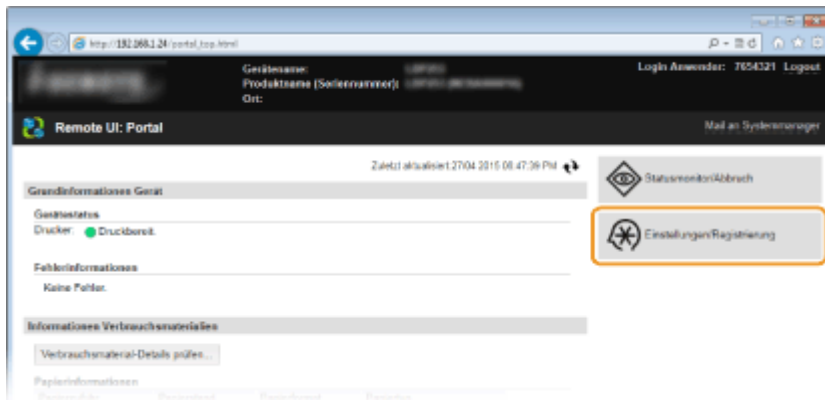 http://192.168.1.24/portal_top.html
Gerätename:
Login Anwender: 7654321 Logout
Produktname (Seriennummer):
Ort:
Remote UI: Portal
Mail an Systemmanager
Zuletzt aktualisiert:27/04 2015 06:47:39 PM
Statusmonitor/Abbruch
Grundinformationen Gerät
Gerätestatus
Drucker: Druckbereit.
Einstellungen/Registrierung
Fehlerinformationen
Keine Fehler.
Informationen Verbrauchsmaterialien
Verbrauchsmaterial-Details prüfen...
Papierinformationen